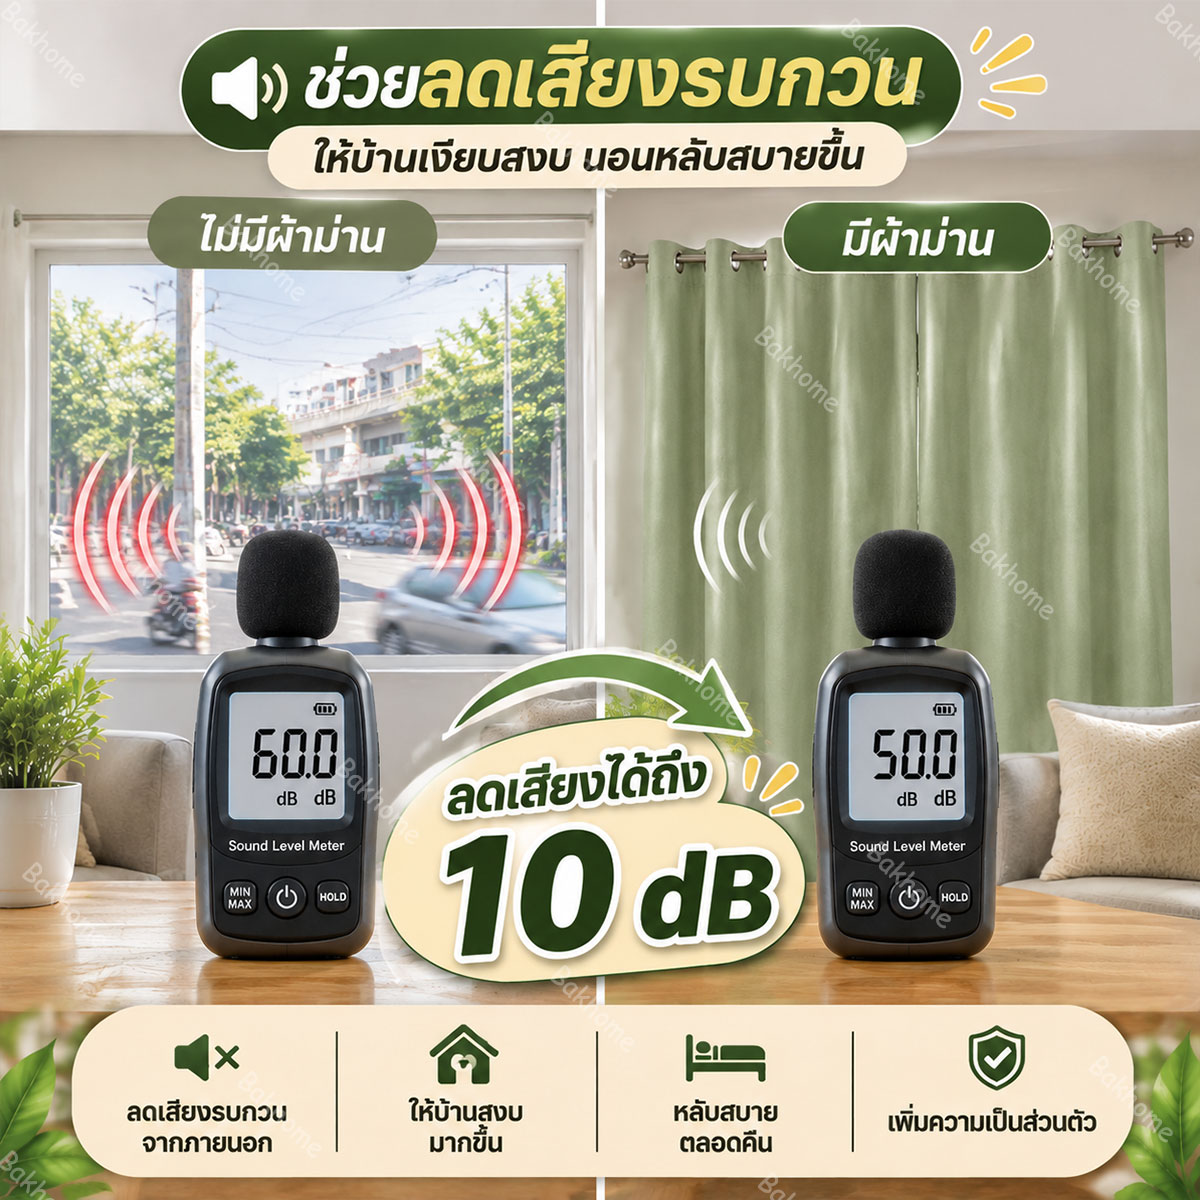 ช่วยลดเสียงรบกวน
ให้บ้านเงียบสงบ นอนหลับสบายขึ้น
ไม่มีผ้าม่าน
มีผ้าม่าน
60.0
dB dB
Sound Level Meter
MIN
MAX
HOLD
ลดเสียงได้ถึง
10 dB
50.0
dB dB
Sound Level Meter
MIN
MAX
HOLD
ลดเสียงรบกวน
จากภายนอก
ให้บ้านสงบ
มากขึ้น
หลับสบาย
ตลอดคืน
เพิ่มความเป็นส่วนตัว
Bakhome